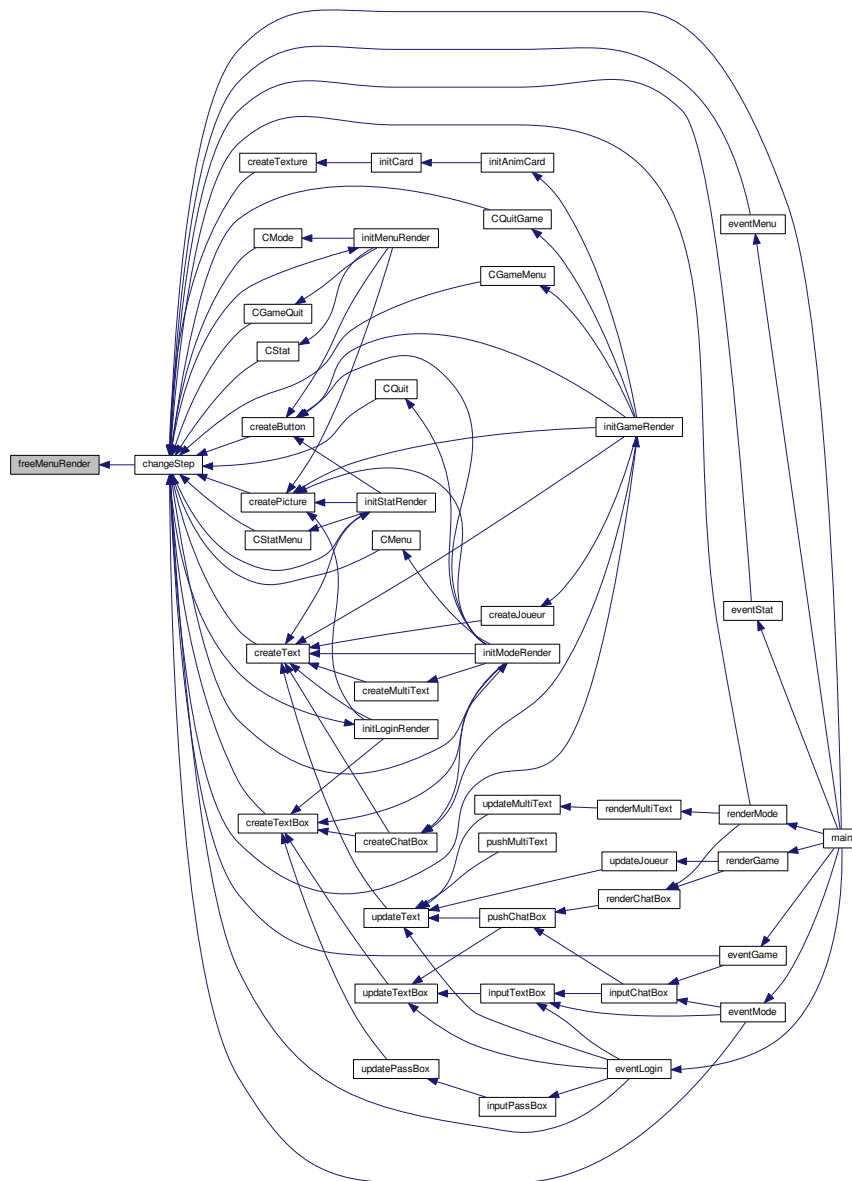 createTexture
initCard
initAnimCard
CQuitGame
eventMenu
CMode
initMenuRender
CGameMenu
CGameQuit
CStat
CQuit
createButton
initGameRender
freeMenuRender
changeStep
createPicture
initStatRender
CStatMenu
CMenu
eventStat
createJoueur
createText
initModeRender
createMultiText
initLoginRender
updateMultiText
renderMultiText
renderMode
createTextBox
main
createChatBox
pushMultiText
updateJoueur
renderGame
renderChatBox
updateText
pushChatBox
eventGame
updateTextBox
inputTextBox
inputChatBox
eventMode
updatePassBox
eventLogin
inputPassBox